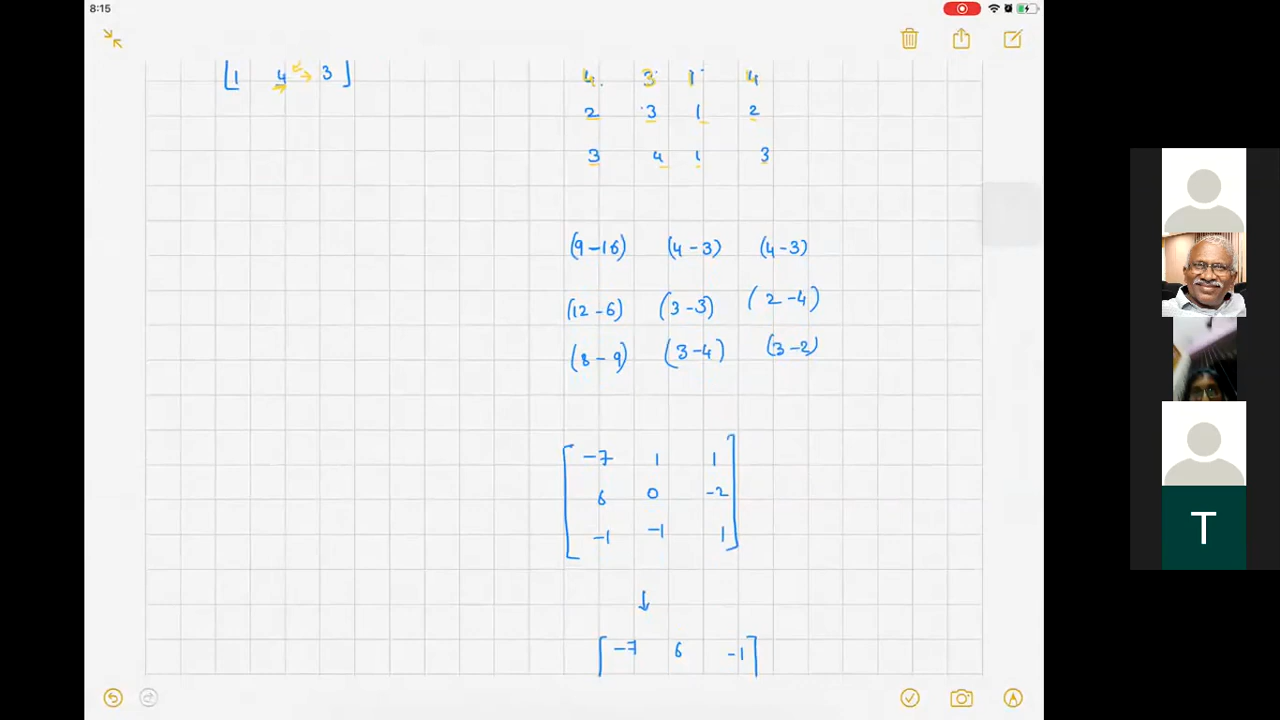 8:15
1 4 3
4 3 1 4
2 3 1 2
3 4 1 3
(9-16) (4-3) (4-3)
(12-6) (3-3) (2-4)
(8-9) (3-4) (3-2)
-7 1 1
6 0 -2
-1 -1 1
↓
-7 6 -1
T